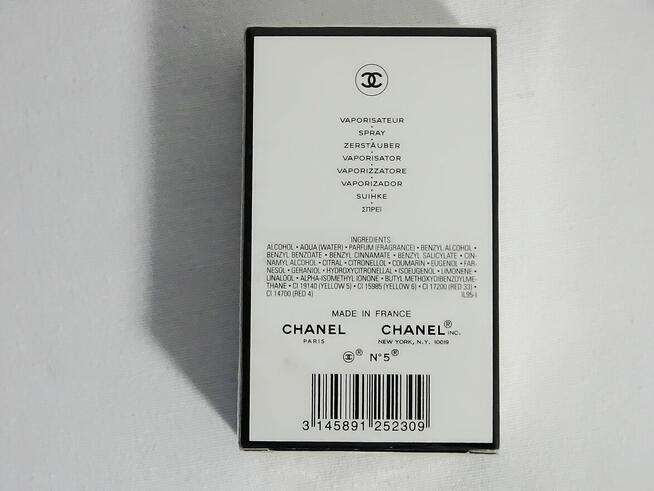 VAPORISATEUR
SPRAY
ZERSTÄUBER
VAPORISATOR
VAPORIZZATORE
VAPORIZADOR
SUIHKE
ΣΠΡΕΪ
INGREDIENTS
ALCOHOL • AQUA (WATER) • PARFUM (FRAGRANCE) • BENZYL ALCOHOL •
BENZYL BENZOATE • BENZYL CINNAMATE • BENZYL SALICYLATE • CIN-
NAMYL ALCOHOL • CITRAL • CITRONELLOL • COUMARIN • EUGENOL • FAR-
NESOL • GERANIOL • HYDROXYCITRONELLAL • ISOEUGENOL • LIMONENE •
LINALOOL • ALPHA-ISOMETHYL IONONE • BUTYL METHOXYDIBENZOYLME-
THANE • CI 19140 (YELLOW 5) • CI 15985 (YELLOW 6) • CI 17200 (RED 33) •
CI 14700 (RED 4) IL95-I
MADE IN FRANCE
CHANEL CHANEL® INC.
PARIS NEW YORK, N.Y. 10019
® N°5®
3 145891 252309